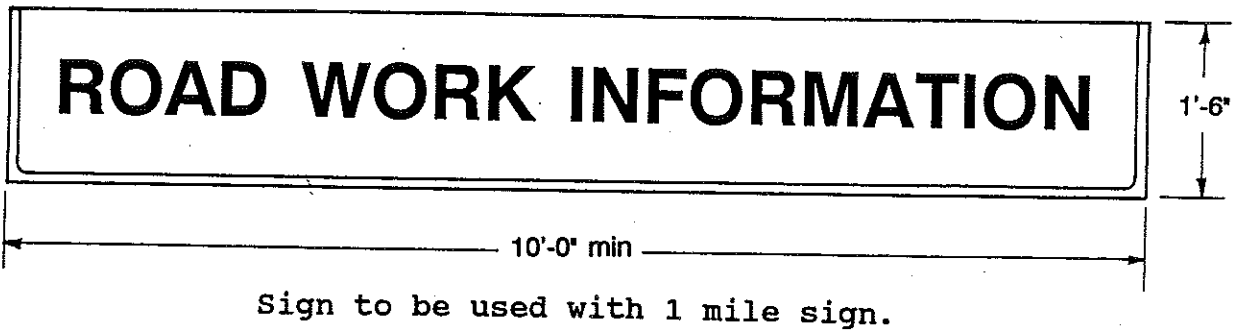 ROAD WORK INFORMATION
1'-6"
10'-0" min
Sign to be used with 1 mile sign.